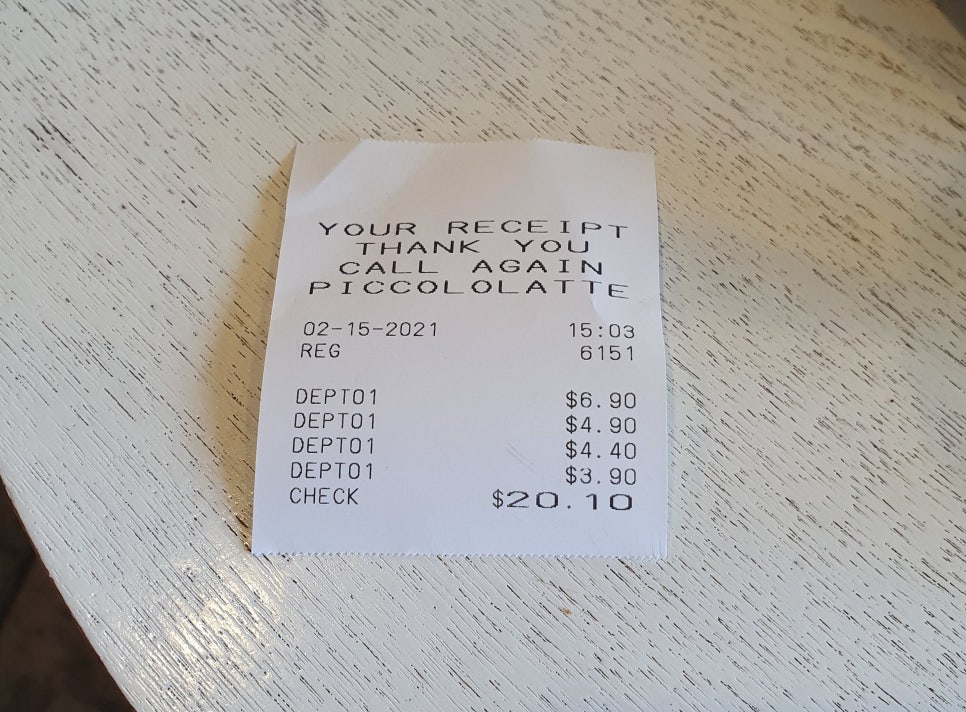 YOUR RECEIPT
THANK YOU
CALL AGAIN
PICCOLOLATTE
02-15-2021 15:03
REG 6151
DEPT01 $6.90
DEPT01 $4.90
DEPT01 $4.40
DEPT01 $3.90
CHECK $20.10